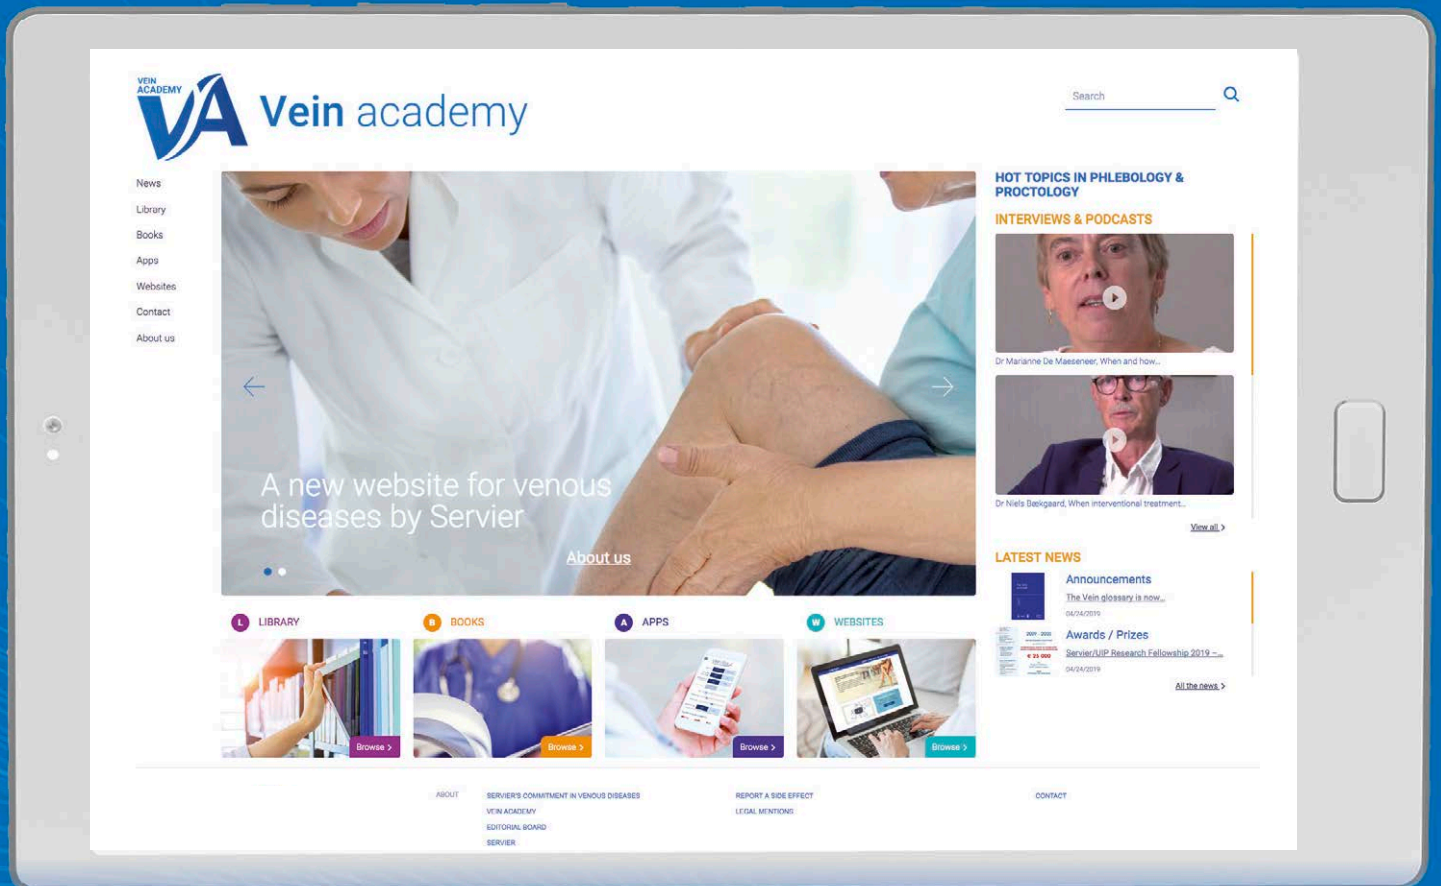 VEIN
ACADEMY
VA
Vein academy
Search
News
Library
Books
Apps
Websites
Contact
About us
A new website for venous
diseases by Servier
About us
HOT TOPICS IN PHLEBOLOGY &
PROCTOLOGY
INTERVIEWS & PODCASTS
Dr Marianne De Maeseneer, When and how...
Dr Niels Bækgaard, When interventional treatment...
View all >
LATEST NEWS
Announcements
The Vein glossary is now...
04/24/2019
2009 - 2003
€ 25 000
Awards / Prizes
Servier/UIP Research Fellowship 2019 –...
04/24/2019
All the news >
L LIBRARY
B BOOKS
A APPS
W WEBSITES
Browse >
Browse >
Browse >
Browse >
ABOUT
SERVIER'S COMMITMENT IN VENOUS DISEASES
VEIN ACADEMY
EDITORIAL BOARD
SERVIER
REPORT A SIDE EFFECT
LEGAL MENTIONS
CONTACT